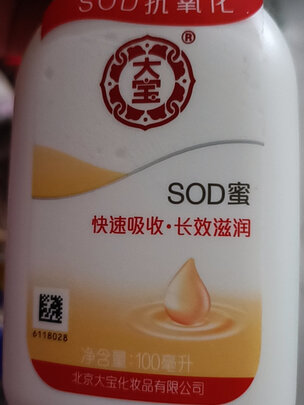 SOD抗氧化
大宝
®
SOD蜜
快速吸收·长效滋润
6118028
净含量:100毫升
北京大宝化妆品有限公司